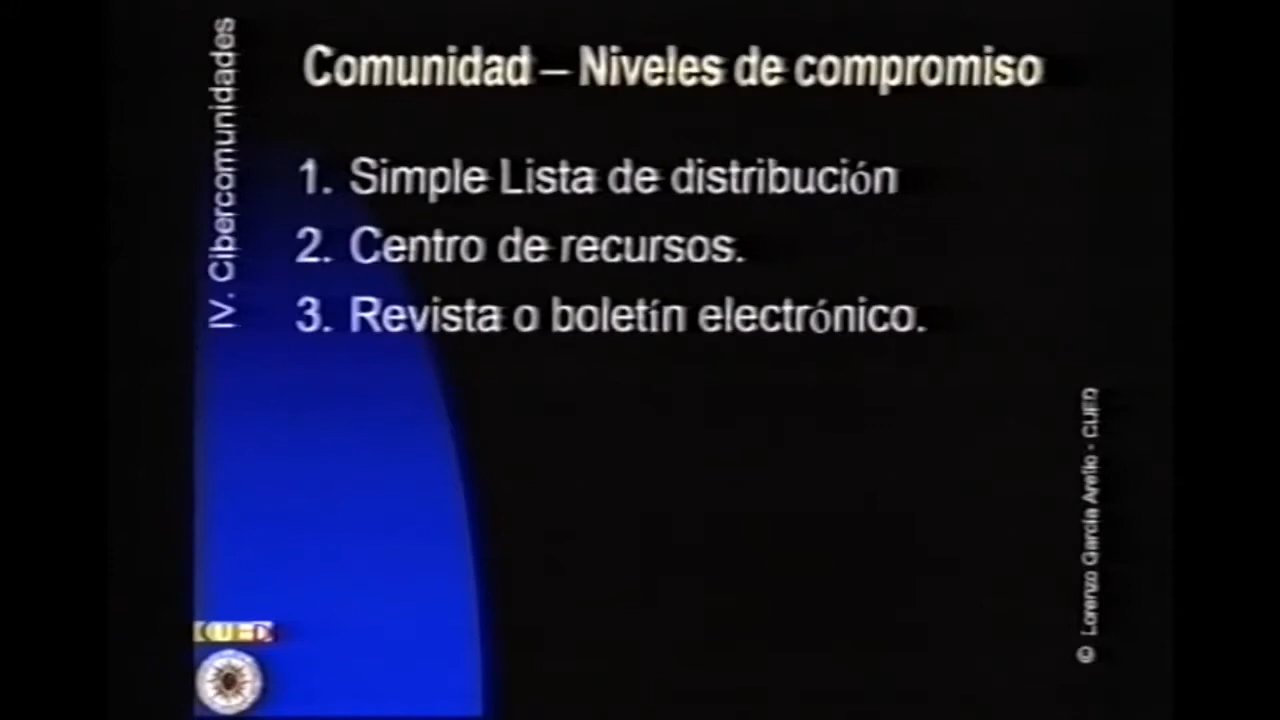 IV. Cibercomunidades
Comunidad – Niveles de compromiso
1. Simple Lista de distribución
2. Centro de recursos.
3. Revista o boletín electrónico.
© Lorenzo García Aretio - CUED
CUED